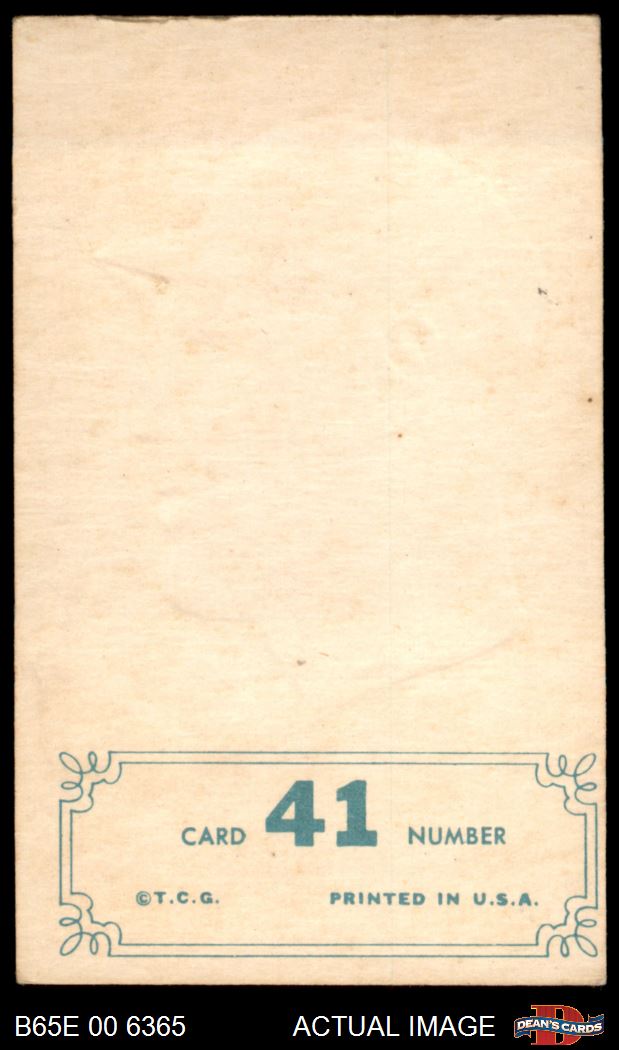 CARD 41 NUMBER
©T.C.G. PRINTED IN U.S.A.
B65E 00 6365 ACTUAL IMAGE DEAN'S CARDS